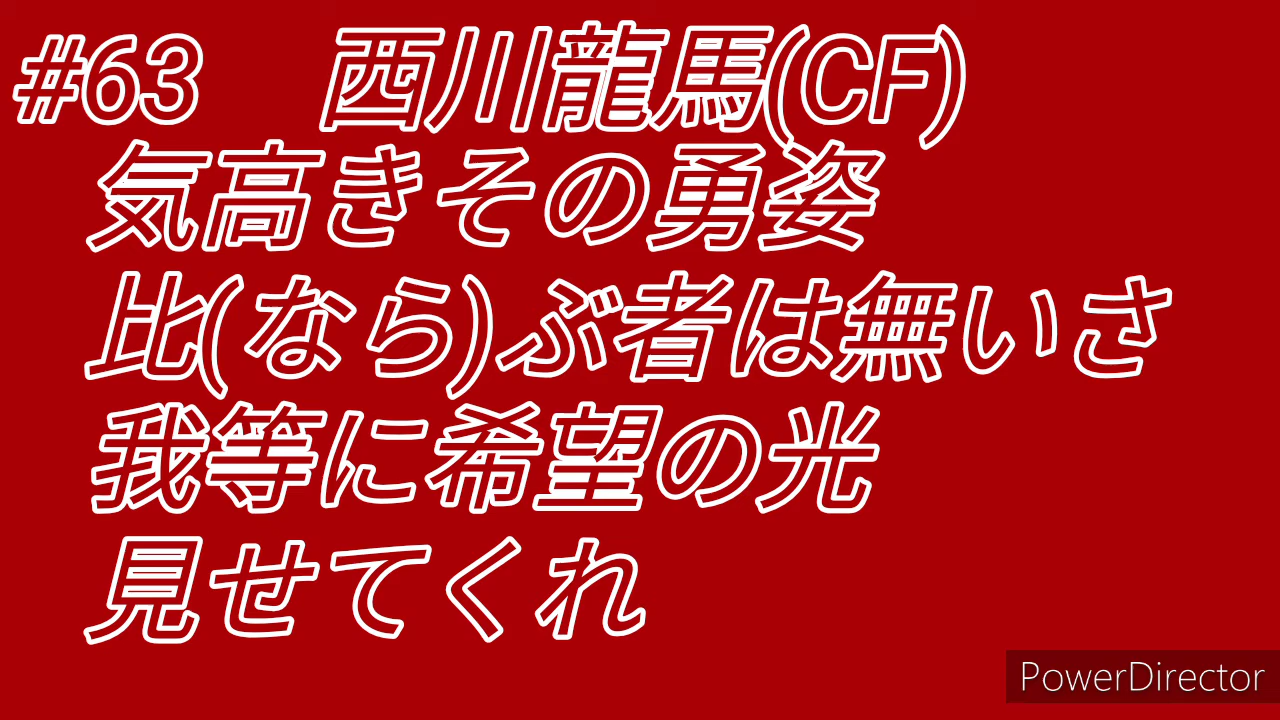 #63 西川龍馬(CF)
気高きその勇姿
比(なら)ぶ者は無いさ
我等に希望の光
見せてくれ
PowerDirector